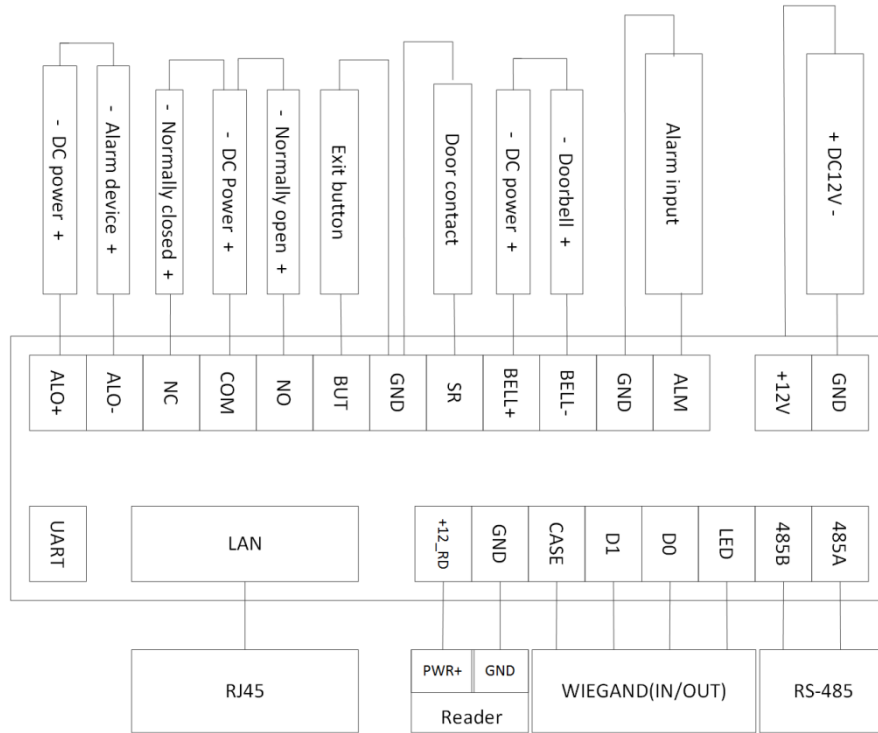 - DC power +
- Alarm device +
- Normally closed +
- DC Power +
- Normally open +
Exit button
Door contact
- DC power +
- Doorbell +
Alarm input
+ DC12V -
ALO+
ALO-
NC
COM
NO
BUT
GND
SR
BELL+
BELL-
GND
ALM
+12V
GND
UART
LAN
+12_RD
GND
CASE
D1
D0
LED
485B
485A
RJ45
PWR+
GND
Reader
WIEGAND(IN/OUT)
RS-485